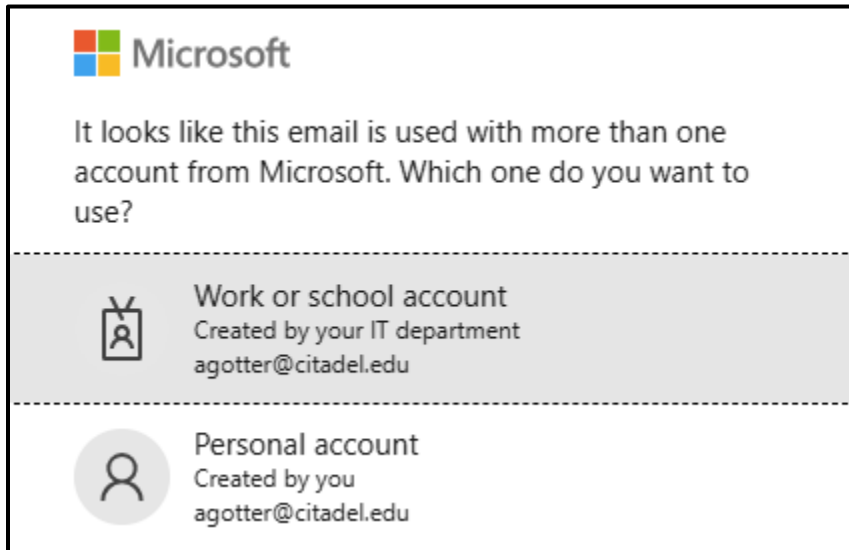 Microsoft
It looks like this email is used with more than one
account from Microsoft. Which one do you want to
use?
Work or school account
Created by your IT department
agotter@citadel.edu
Personal account
Created by you
agotter@citadel.edu